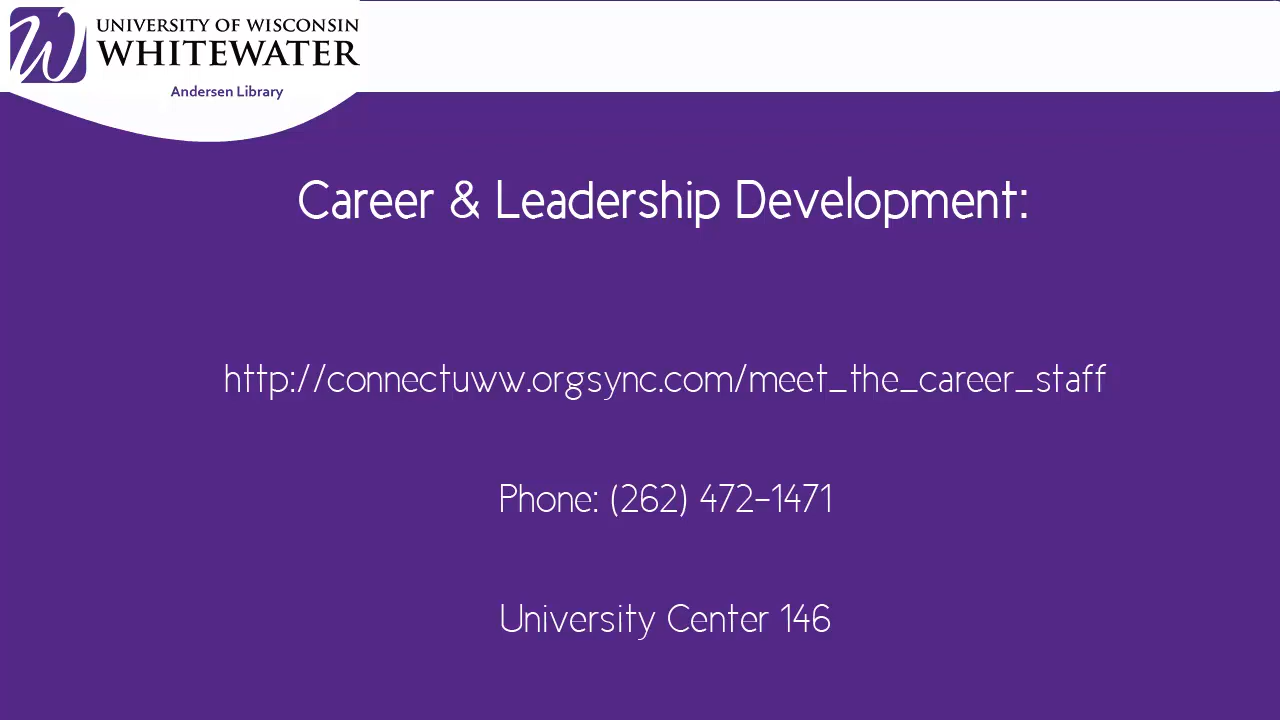 UNIVERSITY OF WISCONSIN
WHITEWATER
Andersen Library
Career & Leadership Development:
http://connectuww.orgsync.com/meet_the_career_staff
Phone: (262) 472-1471
University Center 146